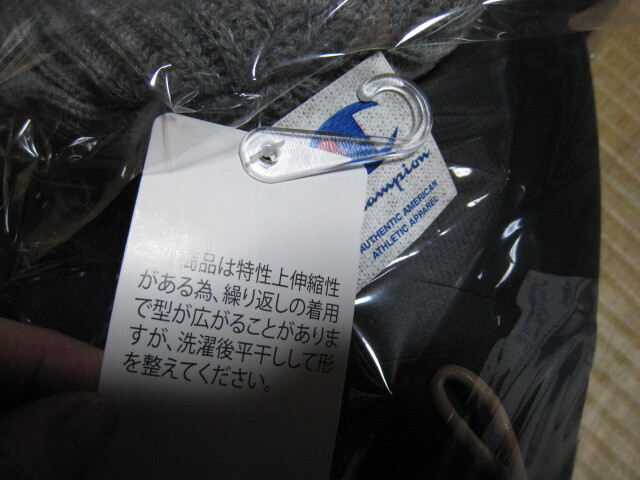 商品は特性上伸縮性
がある為、繰り返しの着用
で型が広がることがありま
すが、洗濯後平干しして形
を整えてください。
hampion
AUTHENTIC AMERICAN
ATHLETIC APPAREL